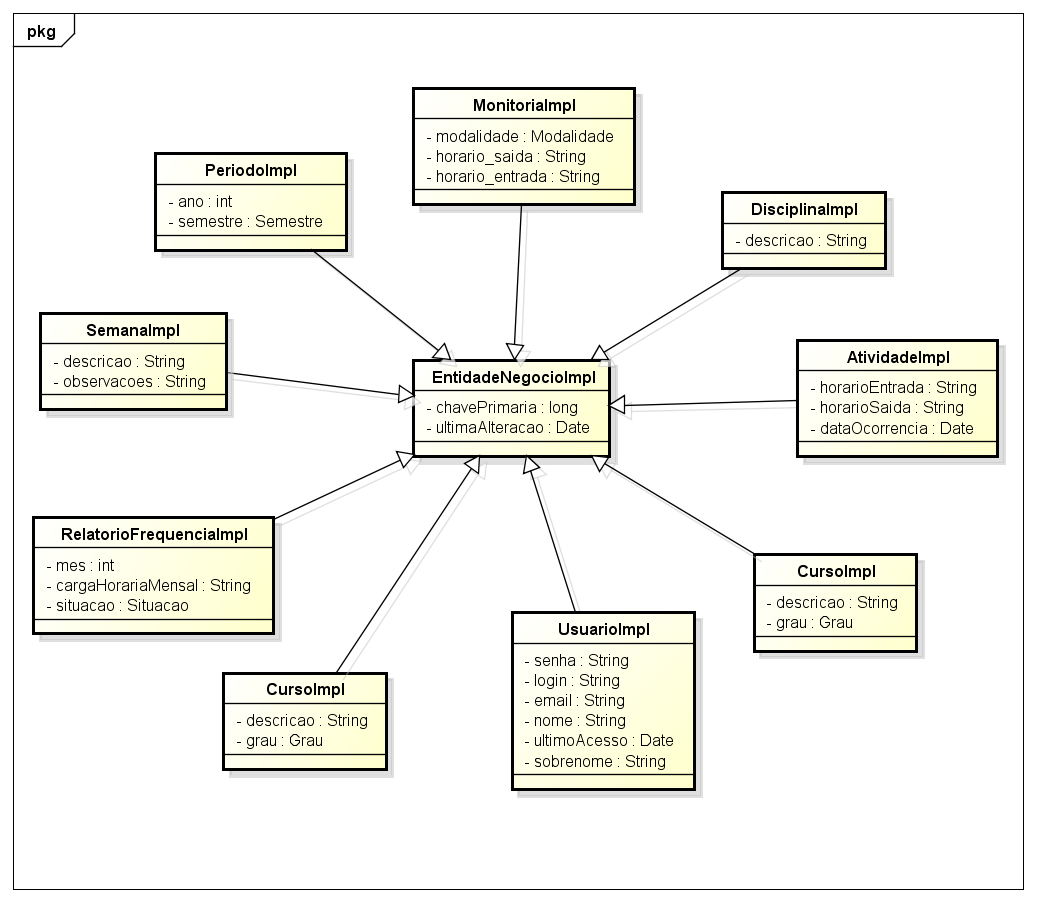 pkg
MonitoriaImpl
- modalidade : Modalidade
- horario_saida : String
- horario_entrada : String
PeriodoImpl
- ano : int
- semestre : Semestre
DisciplinaImpl
- descricao : String
SemanaImpl
- descricao : String
- observacoes : String
EntidadeNegocioImpl
- chavePrimaria : long
- ultimaAlteracao : Date
AtividadeImpl
- horarioEntrada : String
- horarioSaida : String
- dataOcorrencia : Date
RelatorioFrequenciaImpl
- mes : int
- cargaHorariaMensal : String
- situacao : Situacao
CursoImpl
- descricao : String
- grau : Grau
UsuarioImpl
- senha : String
- login : String
- email : String
- nome : String
- ultimoAcesso : Date
- sobrenome : String
CursoImpl
- descricao : String
- grau : Grau